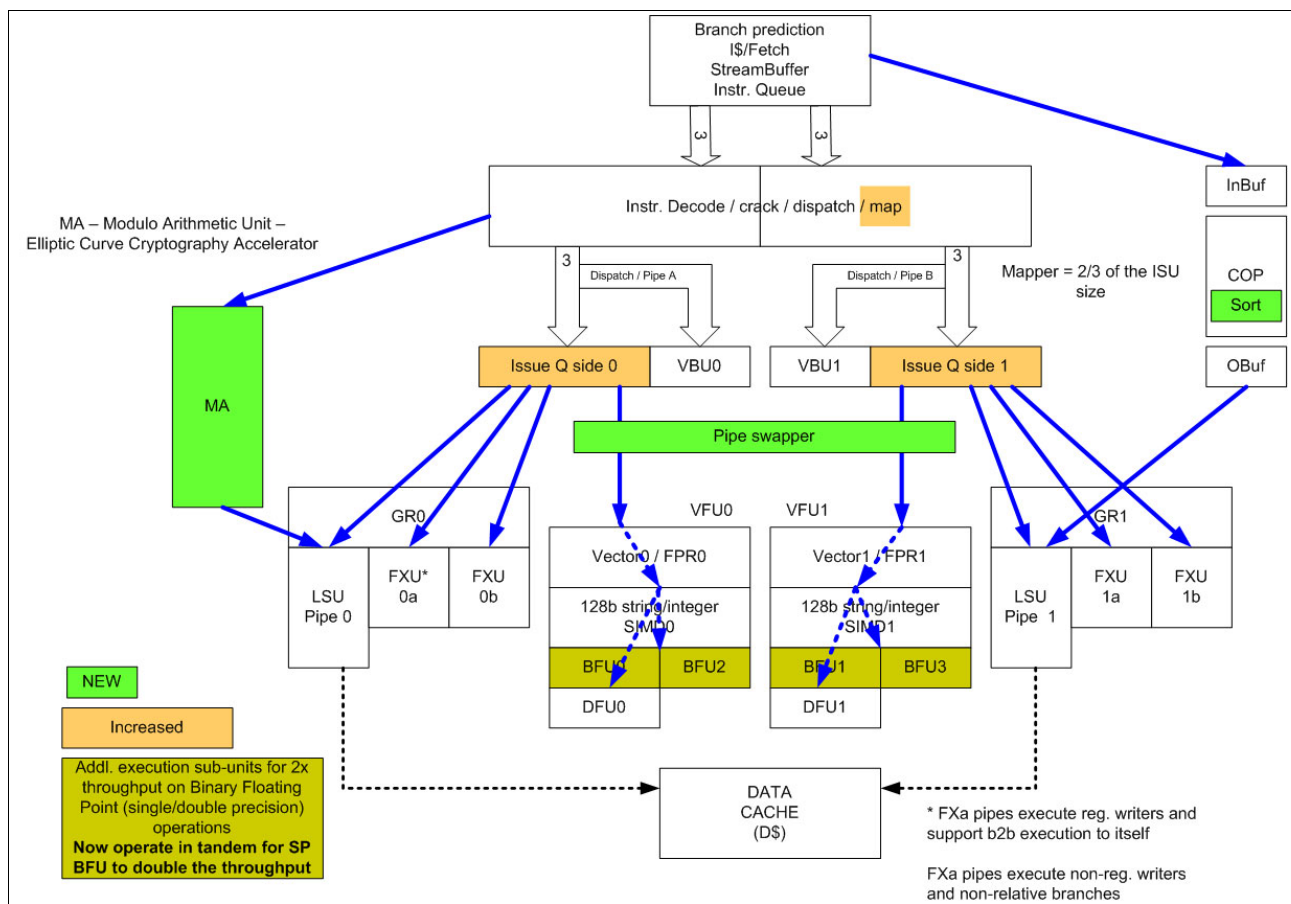 Branch prediction
I$/Fetch
StreamBuffer
Instr. Queue
3
3
Instr. Decode / crack / dispatch / map
InBuf
MA – Modulo Arithmetic Unit –
Elliptic Curve Cryptography Accelerator
3
Dispatch / Pipe A
Dispatch / Pipe B
3
Mapper = 2/3 of the ISU
size
COP
Sort
Issue Q side 0
VBU0
VBU1
Issue Q side 1
OBuf
MA
Pipe swapper
GR0
VFU0
VFU1
GR1
LSU
Pipe 0
FXU*
0a
FXU
0b
Vector0 / FPR0
128b string/integer
SIMD0
BFU0
BFU2
DFU0
Vector1 / FPR1
128b string/integer
SIMD1
BFU1
BFU3
DFU1
LSU
Pipe 1
FXU
1a
FXU
1b
NEW
Increased
Addl. execution sub-units for 2x
throughput on Binary Floating
Point (single/double precision)
operations
Now operate in tandem for SP
BFU to double the throughput
DATA
CACHE
(D$)
* FXa pipes execute reg. writers and
support b2b execution to itself
FXa pipes execute non-reg. writers
and non-relative branches